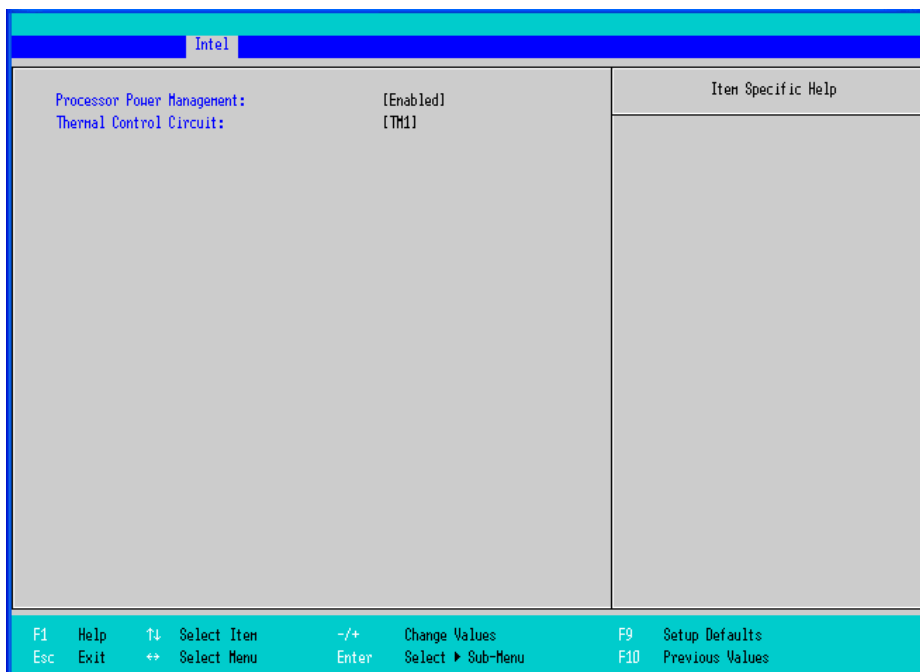 Intel
Processor Power Management: [Enabled]
Thermal Control Circuit: [TM1]
Item Specific Help
F1 Help ↑↓ Select Item -/+ Change Values F9 Setup Defaults
Esc Exit ↔ Select Menu Enter Select ▶ Sub-Menu F10 Previous Values